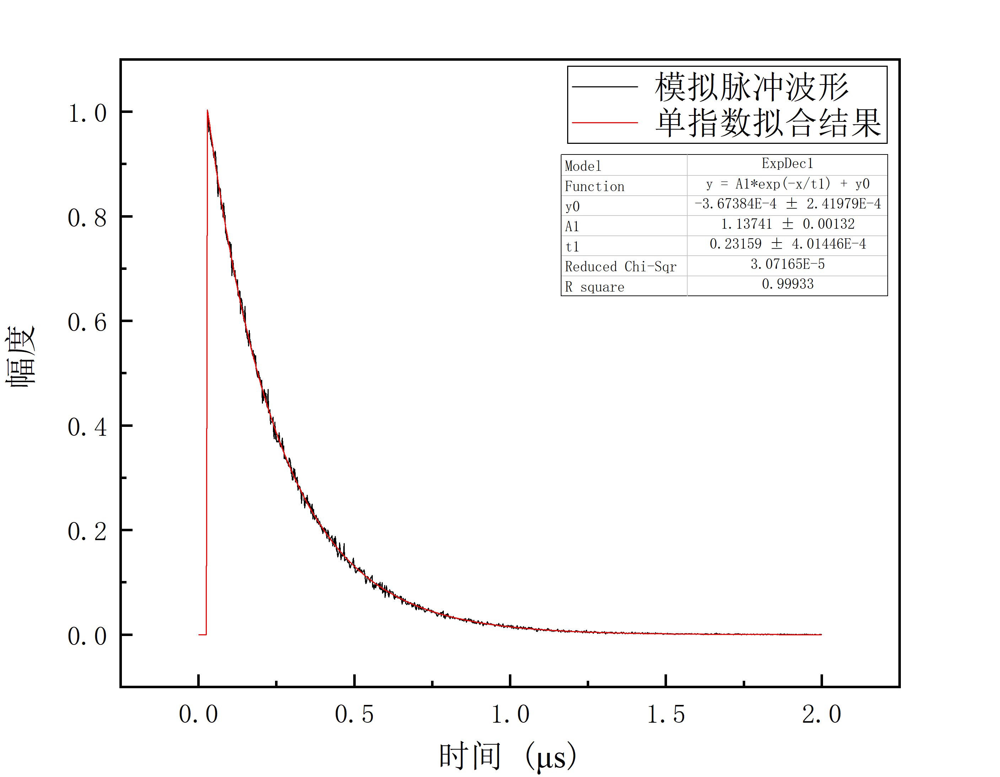 模拟脉冲波形
单指数拟合结果
Model ExpDec1
Function y = A1*exp(-x/t1) + y0
y0 -3.67384E-4 ± 2.41979E-4
A1 1.13741 ± 0.00132
t1 0.23159 ± 4.01446E-4
Reduced Chi-Sqr 3.07165E-5
R square 0.99933
1.0
0.8
0.6
0.4
0.2
0.0
幅度
0.0 0.5 1.0 1.5 2.0
时间 (μs)